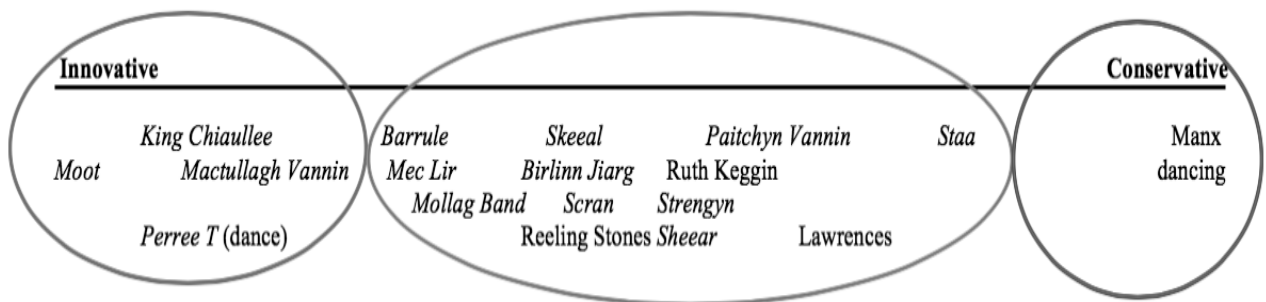 Innovative Conservative
King Chiaullee Barrule Skeeal Paitchyn Vannin Staa Manx
Moot Mactullagh Vannin Mec Lir Birlinn Jiarg Ruth Keggin dancing
Mollag Band Scran Strengyn
Perree T (dance) Reeling Stones Sheear Lawrences